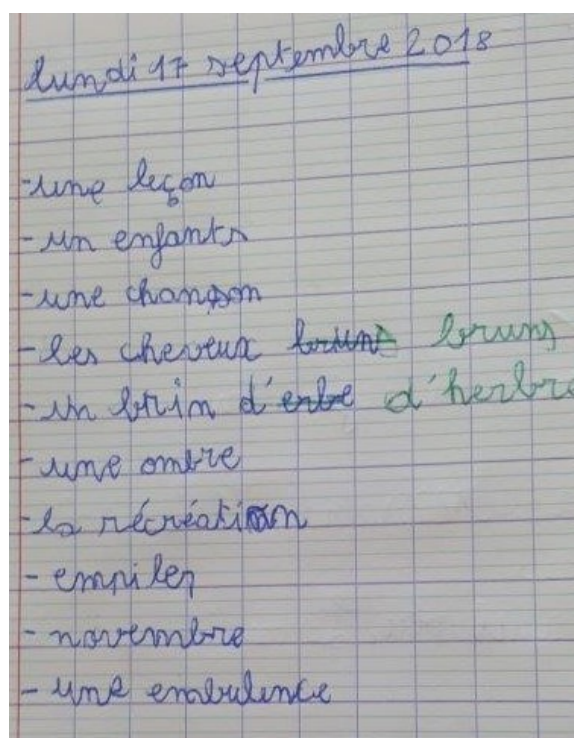 lundi 17 septembre 2018
- une leçon
- un enfants
- une chanson
- les cheveux bruns bruns
- un brin d'erbe d'herbre
- une ombre
- la récréation
- empiler
- novembre
- une embulence